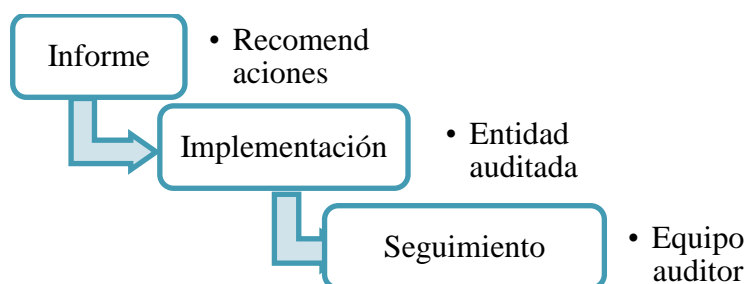 Informe
• Recomend
aciones
Implementación
• Entidad
auditada
Seguimiento
• Equipo
auditor